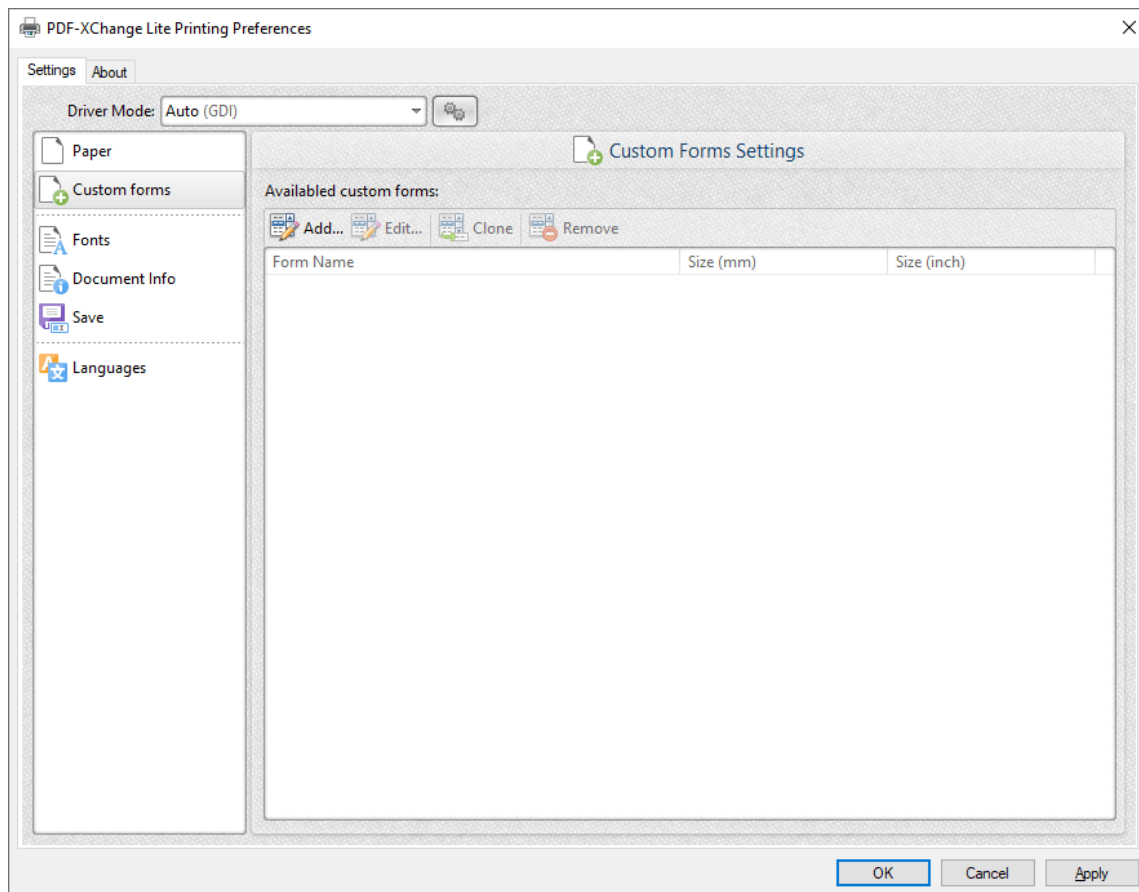 PDF-XChange Lite Printing Preferences
Settings About
Driver Mode: Auto (GDI)
Paper
Custom forms
Fonts
Document Info
Save
Languages
Custom Forms Settings
Availabled custom forms:
Add... Edit... Clone Remove
Form Name Size (mm) Size (inch)
OK Cancel Apply